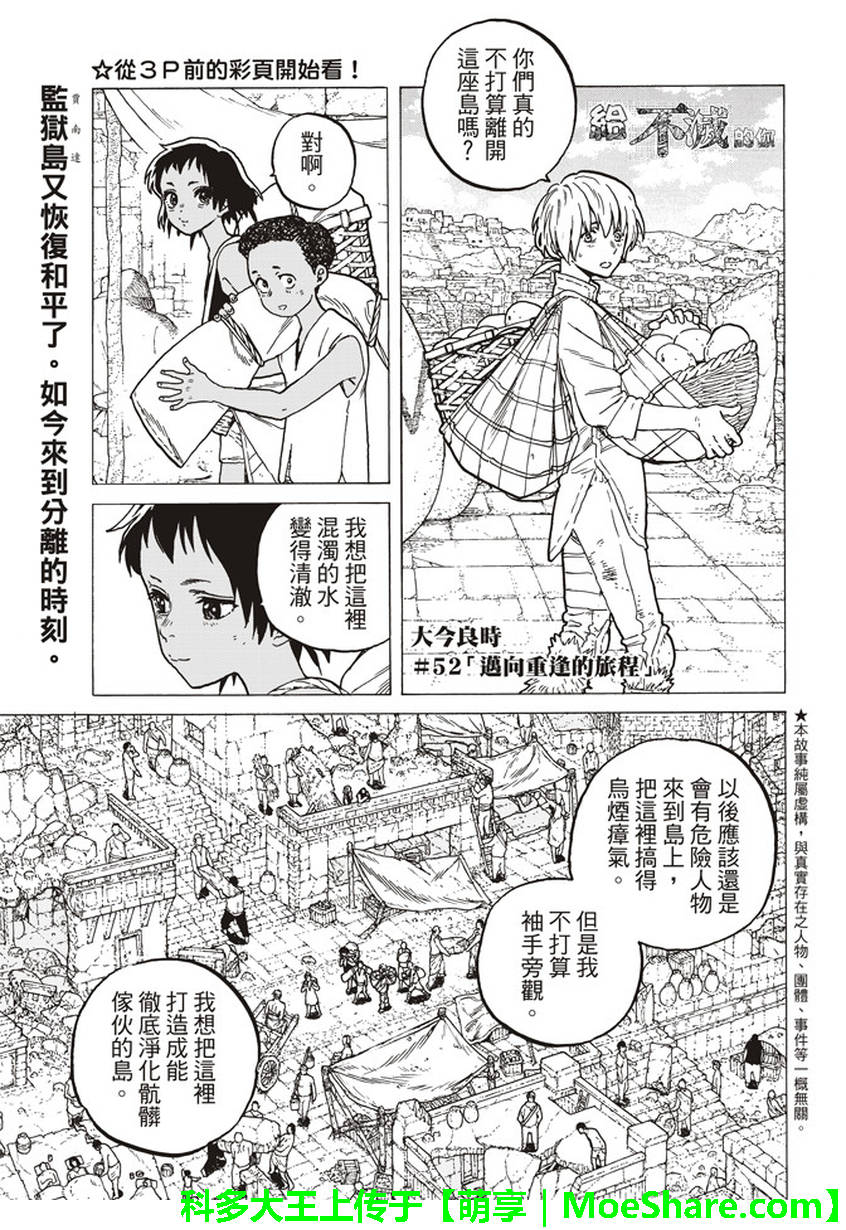 ☆從３Ｐ前的彩頁開始看！
給不滅的你
你們真的
不打算離開
這座島嗎？
大今良時
＃52「邁向重逢的旅程」
對啊。
我想把這裡
混濁的水
變得清澈。
賈南達
監獄島又恢復和平了。如今來到分離的時刻。
★本故事純屬虛構，與真實存在之人物、團體、事件等一概無關。
以後應該還是
會有危險人物
來到島上，
把這裡搞得
烏煙瘴氣。
但是我
不打算
袖手旁觀。
我想把這裡
打造成能
徹底淨化骯髒
傢伙的島。
科多大王上传于【萌享｜MoeShare.com】